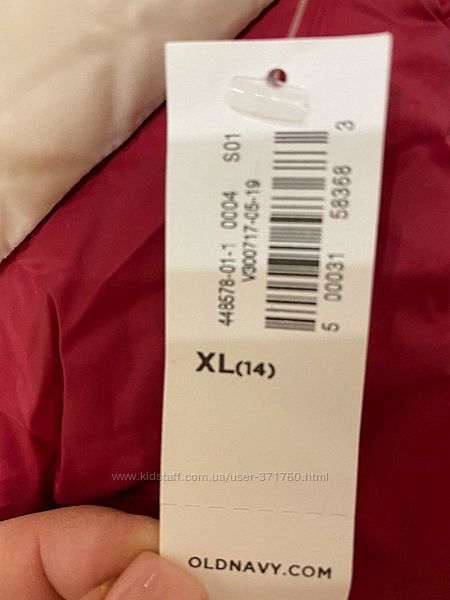 448578-01-1 0004 S01
V300717-05-19
5 00031 58368 3
XL(14)
www.kidstaff.com.ua/user-371760.html
OLDNAVY.COM